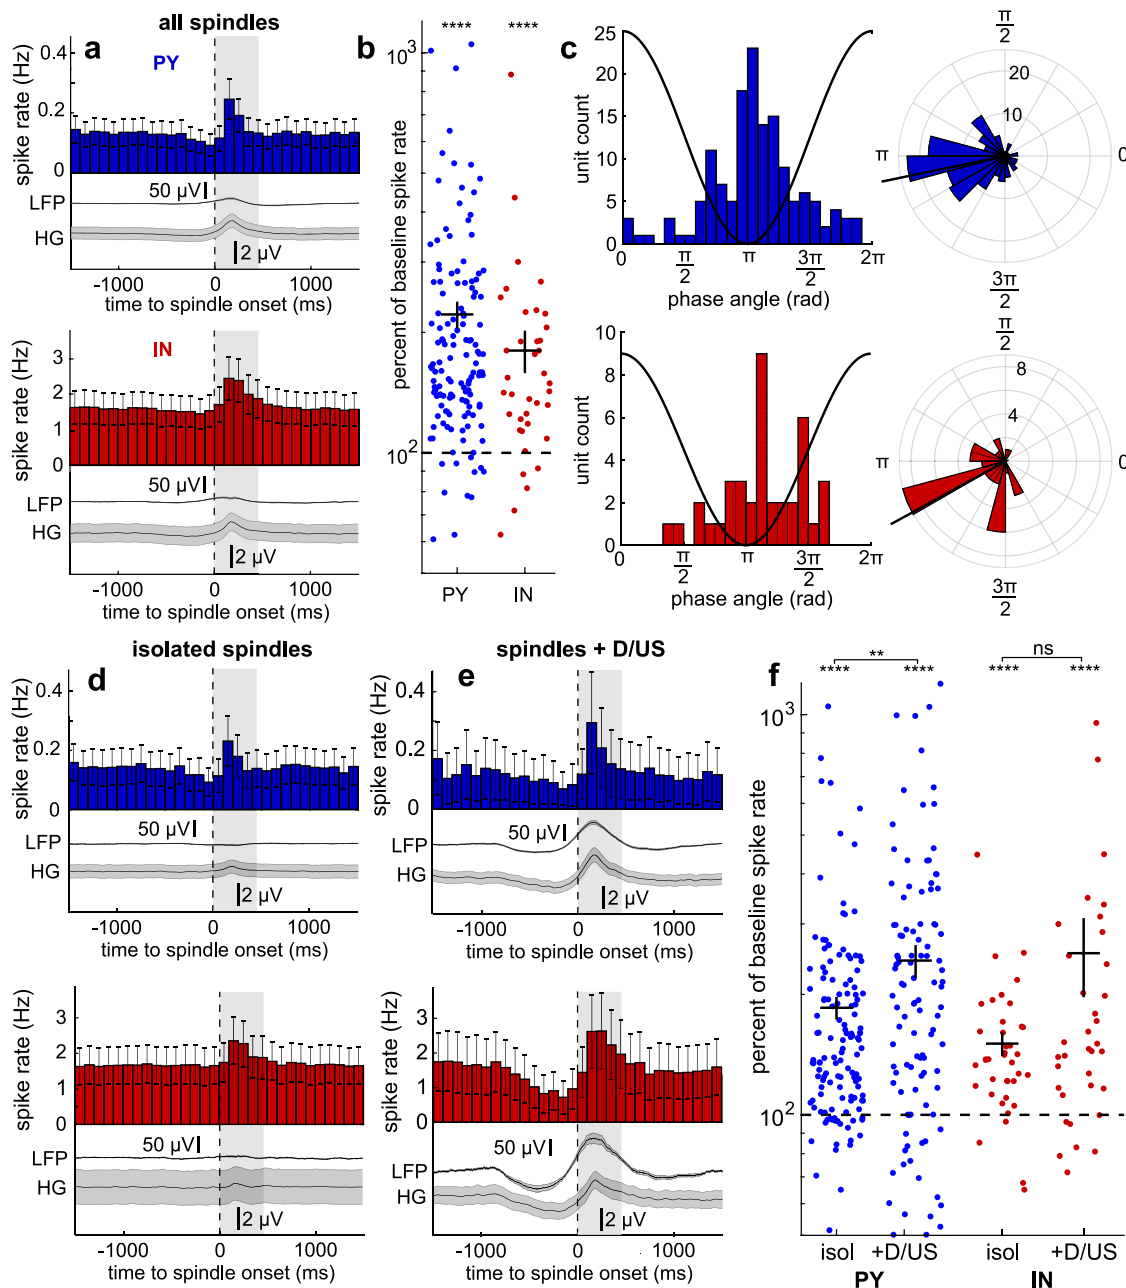 all spindles
a
PY
spike rate (Hz)
0.4
0.2
0
50 µV
LFP
HG
2 µV
-1000 0 1000
time to spindle onset (ms)
IN
spike rate (Hz)
3
2
1
0
50 µV
LFP
HG
2 µV
-1000 0 1000
time to spindle onset (ms)
b
**** ****
percent of baseline spike rate
10³
10²
PY IN
c
unit count
25
20
15
10
5
0
0 π/2 π 3π/2 2π
phase angle (rad)
π/2
20
10
π 0
3π/2
unit count
10
8
6
4
2
0
0 π/2 π 3π/2 2π
phase angle (rad)
π/2
8
4
π 0
3π/2
isolated spindles
d
spike rate (Hz)
0.4
0.2
0
50 µV
LFP
HG
2 µV
-1000 0 1000
time to spindle onset (ms)
spike rate (Hz)
3
2
1
0
50 µV
LFP
HG
2 µV
-1000 0 1000
time to spindle onset (ms)
spindles + D/US
e
0.4
0.2
0
50 µV
LFP
HG
2 µV
-1000 0 1000
time to spindle onset (ms)
3
2
1
0
50 µV
LFP
HG
2 µV
-1000 0 1000
time to spindle onset (ms)
f
** ns
**** **** **** ****
percent of baseline spike rate
10³
10²
isol +D/US isol +D/US
PY IN